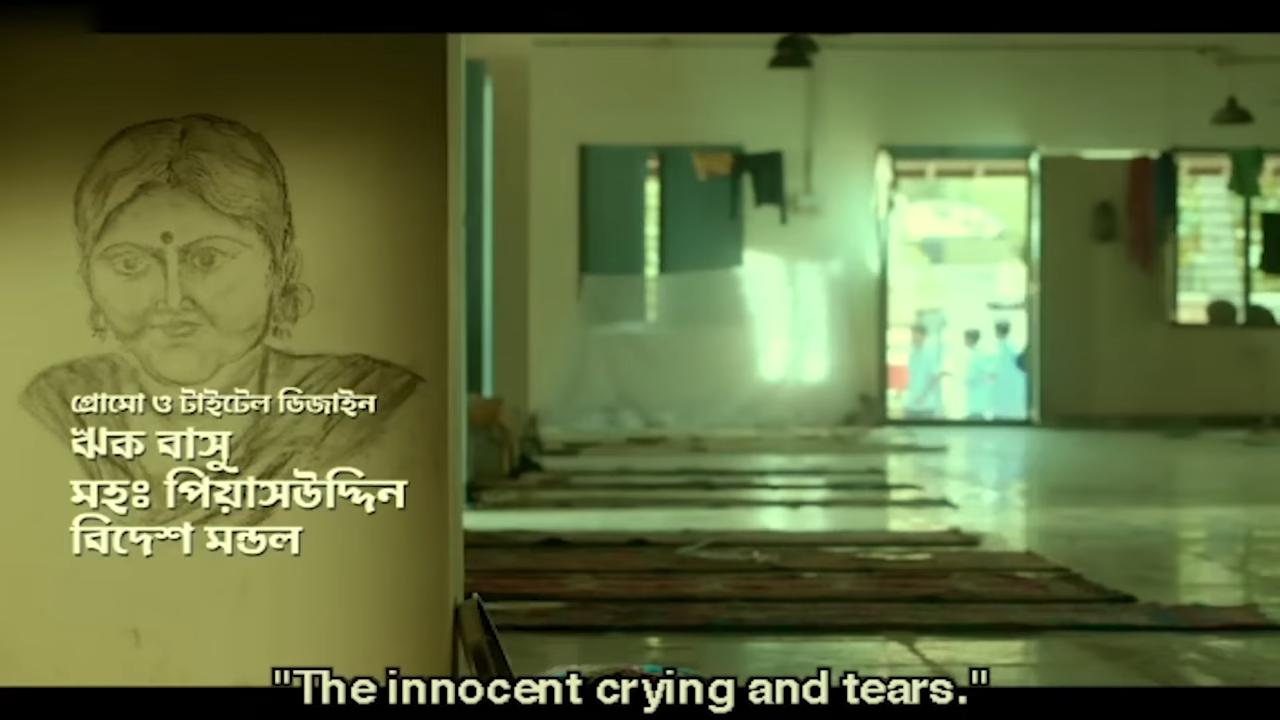 প্রোমো ও টাইটেল ডিজাইন
ঋক বাসু
মহঃ পিয়াসউদ্দিন
বিদেশ মন্ডল
"The innocent crying and tears."